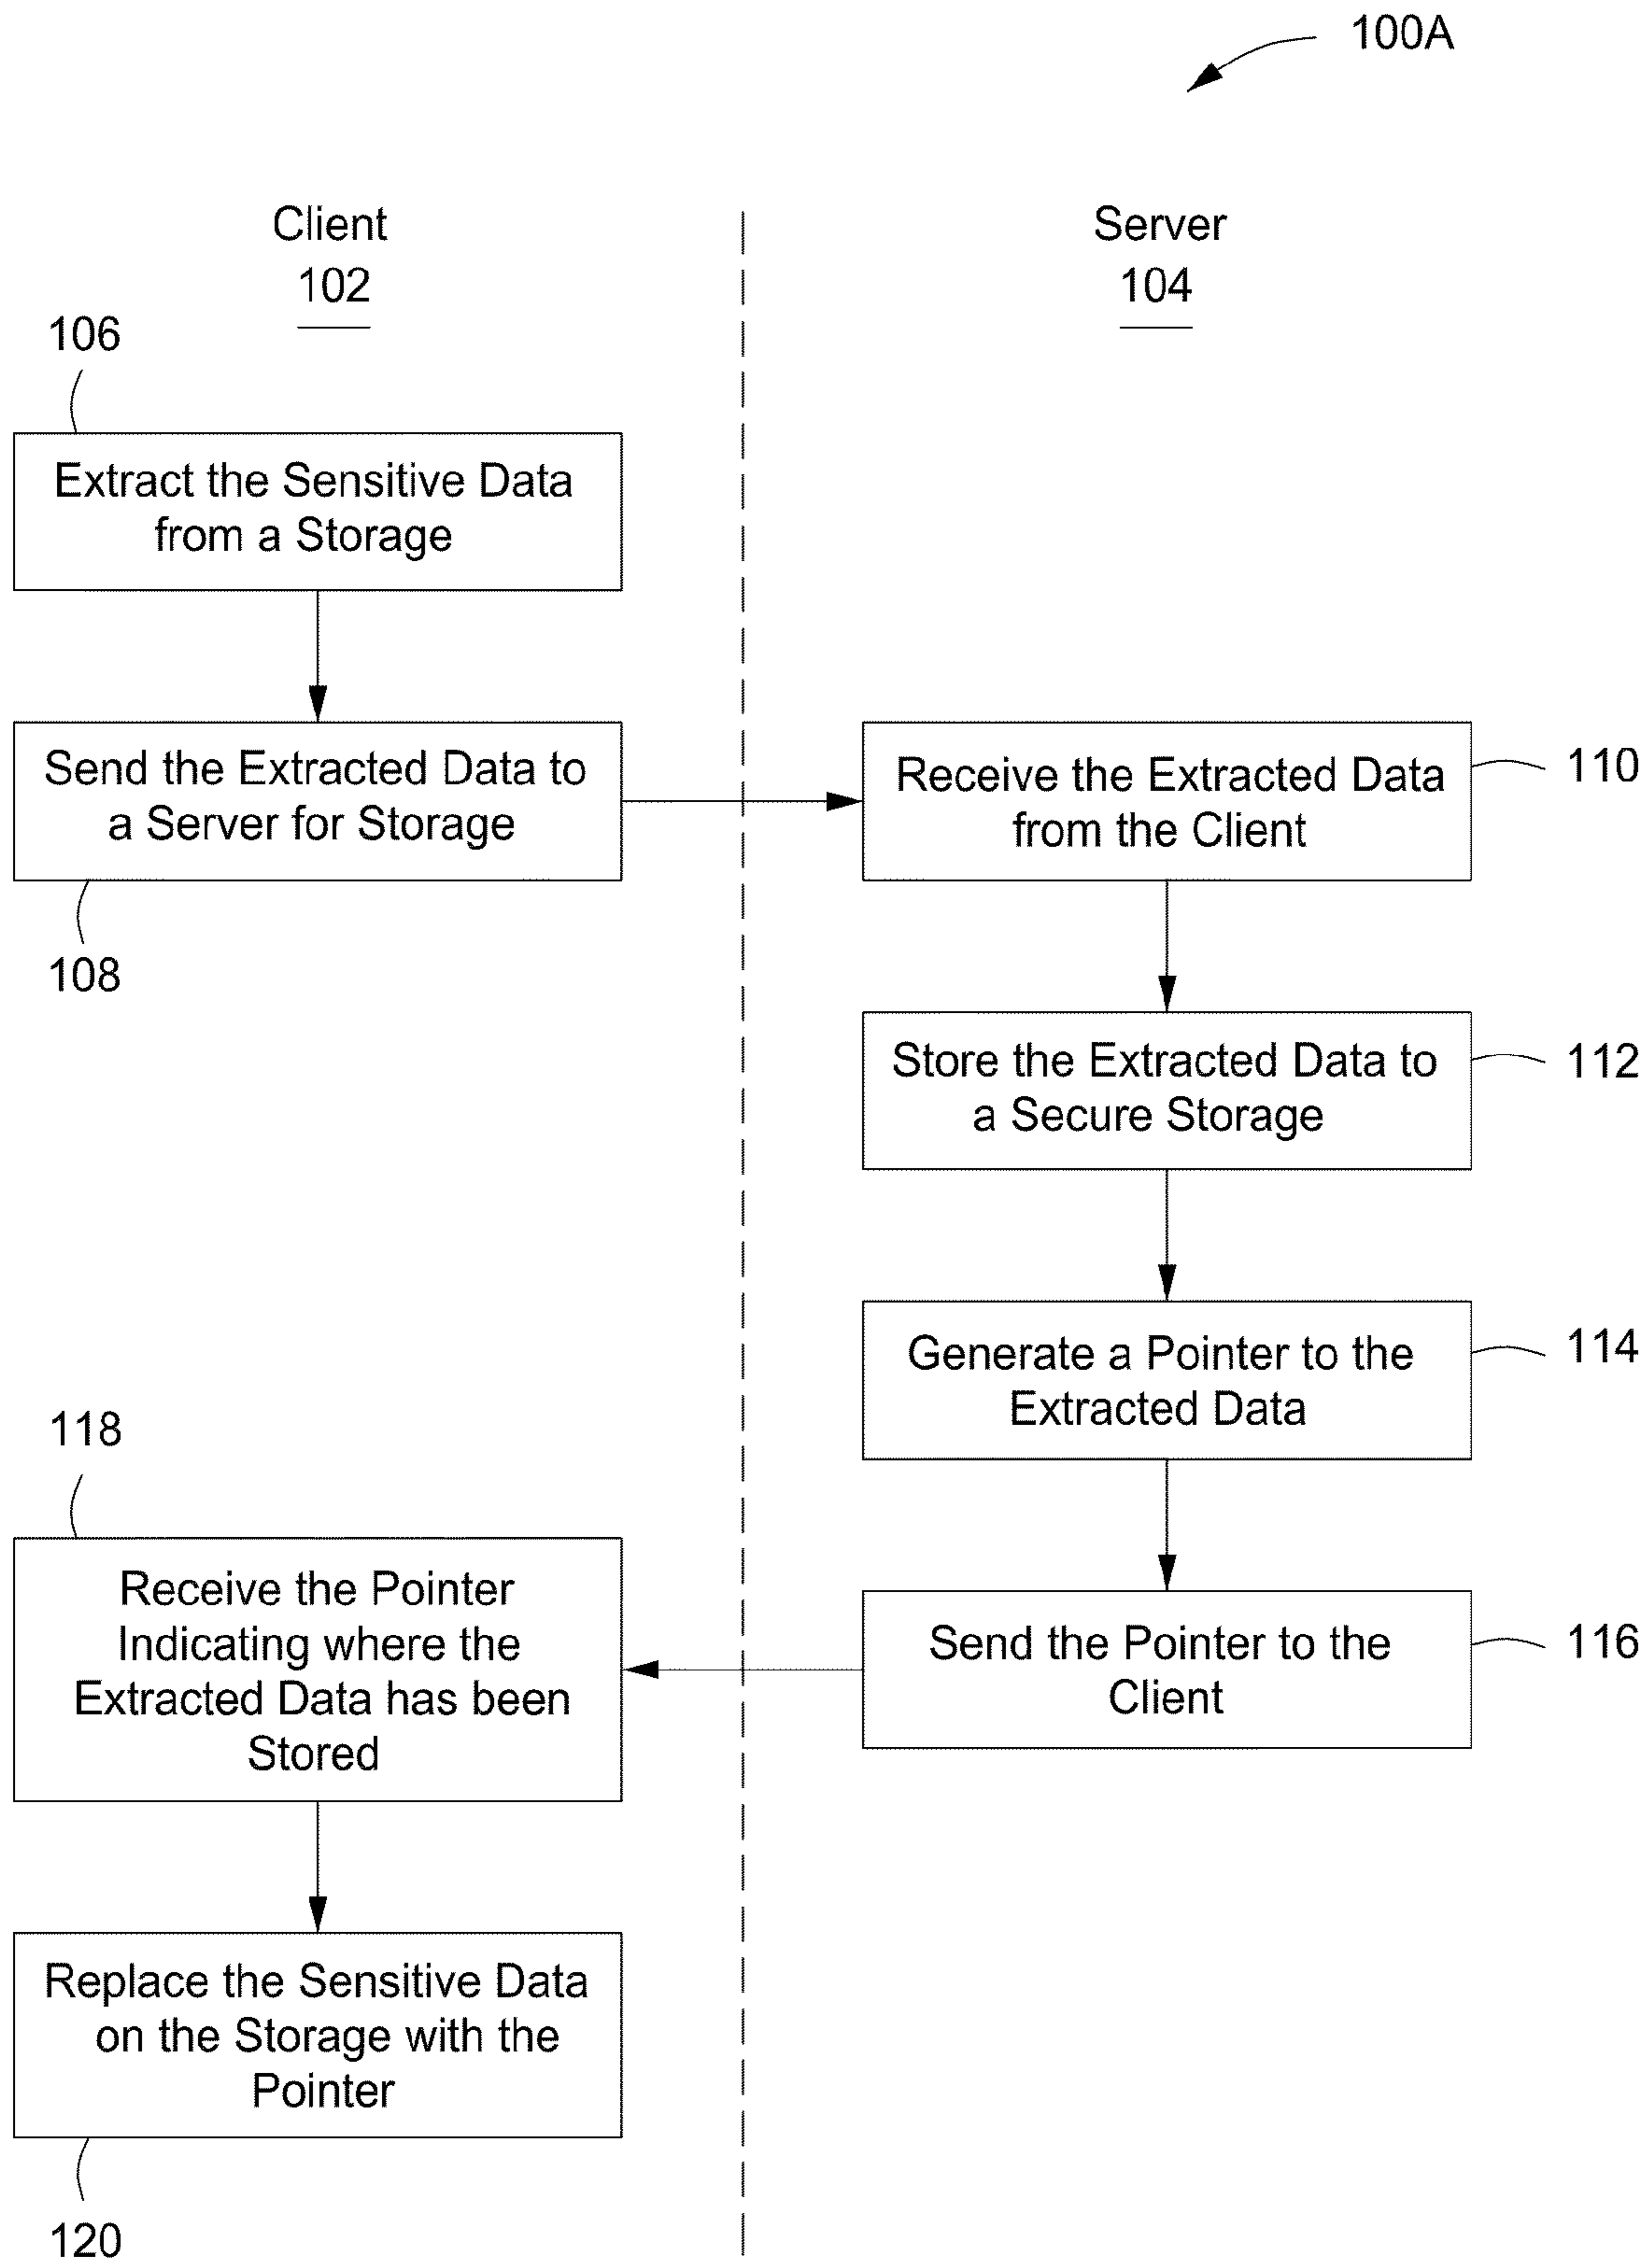 100A
Client
102
Server
104
106
Extract the Sensitive Data
from a Storage
Send the Extracted Data to
a Server for Storage
108
Receive the Extracted Data
from the Client
110
Store the Extracted Data to
a Secure Storage
112
Generate a Pointer to the
Extracted Data
114
Send the Pointer to the
Client
116
118
Receive the Pointer
Indicating where the
Extracted Data has been
Stored
Replace the Sensitive Data
on the Storage with the
Pointer
120